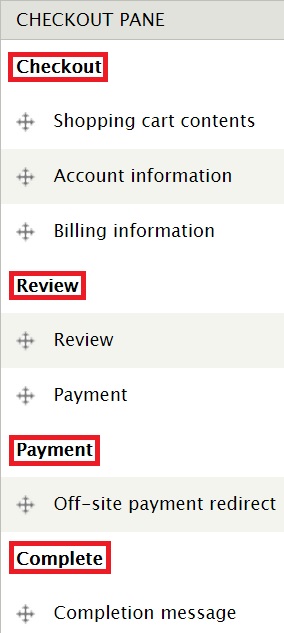 CHECKOUT PANE
Checkout
Shopping cart contents
Account information
Billing information
Review
Review
Payment
Payment
Off-site payment redirect
Complete
Completion message